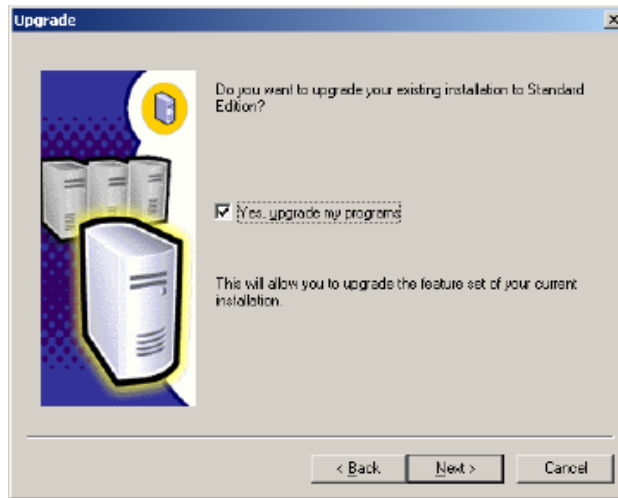 Upgrade
Do you want to upgrade your existing installation to Standard
Edition?
Yes, upgrade my programs
This will allow you to upgrade the feature set of your current
installation.
< Back
Next >
Cancel